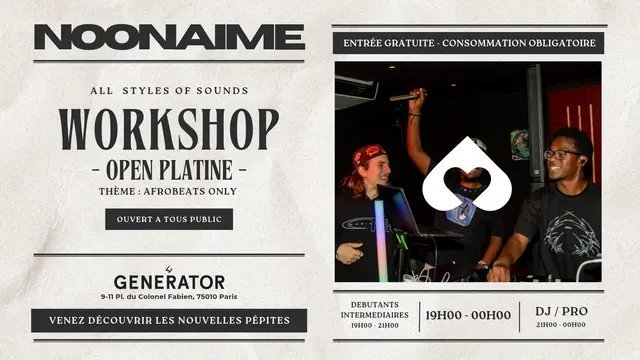 NOONAIME
ALL STYLES OF SOUNDS
WORKSHOP
- OPEN PLATINE -
THÈME : AFROBEATS ONLY
OUVERT A TOUS PUBLIC
GENERATOR
9-11 Pl. du Colonel Fabien, 75010 Paris
VENEZ DÉCOUVRIR LES NOUVELLES PÉPITES
ENTRÉE GRATUITE - CONSOMMATION OBLIGATOIRE
DEBUTANTS
INTERMEDIAIRES
19H00 - 21H00
19H00 - 00H00
DJ / PRO
21H00 - 00H00